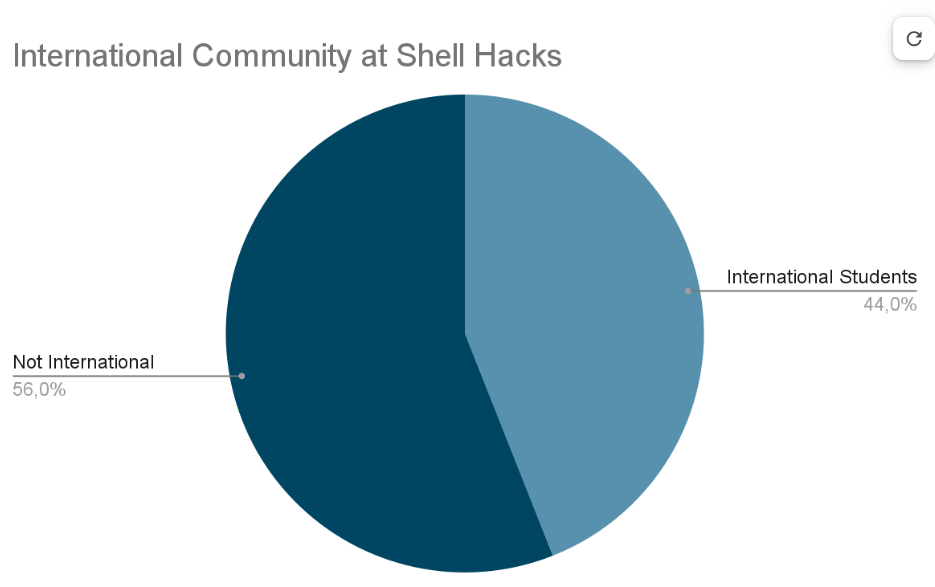 International Community at Shell Hacks
International Students
44,0%
Not International
56,0%